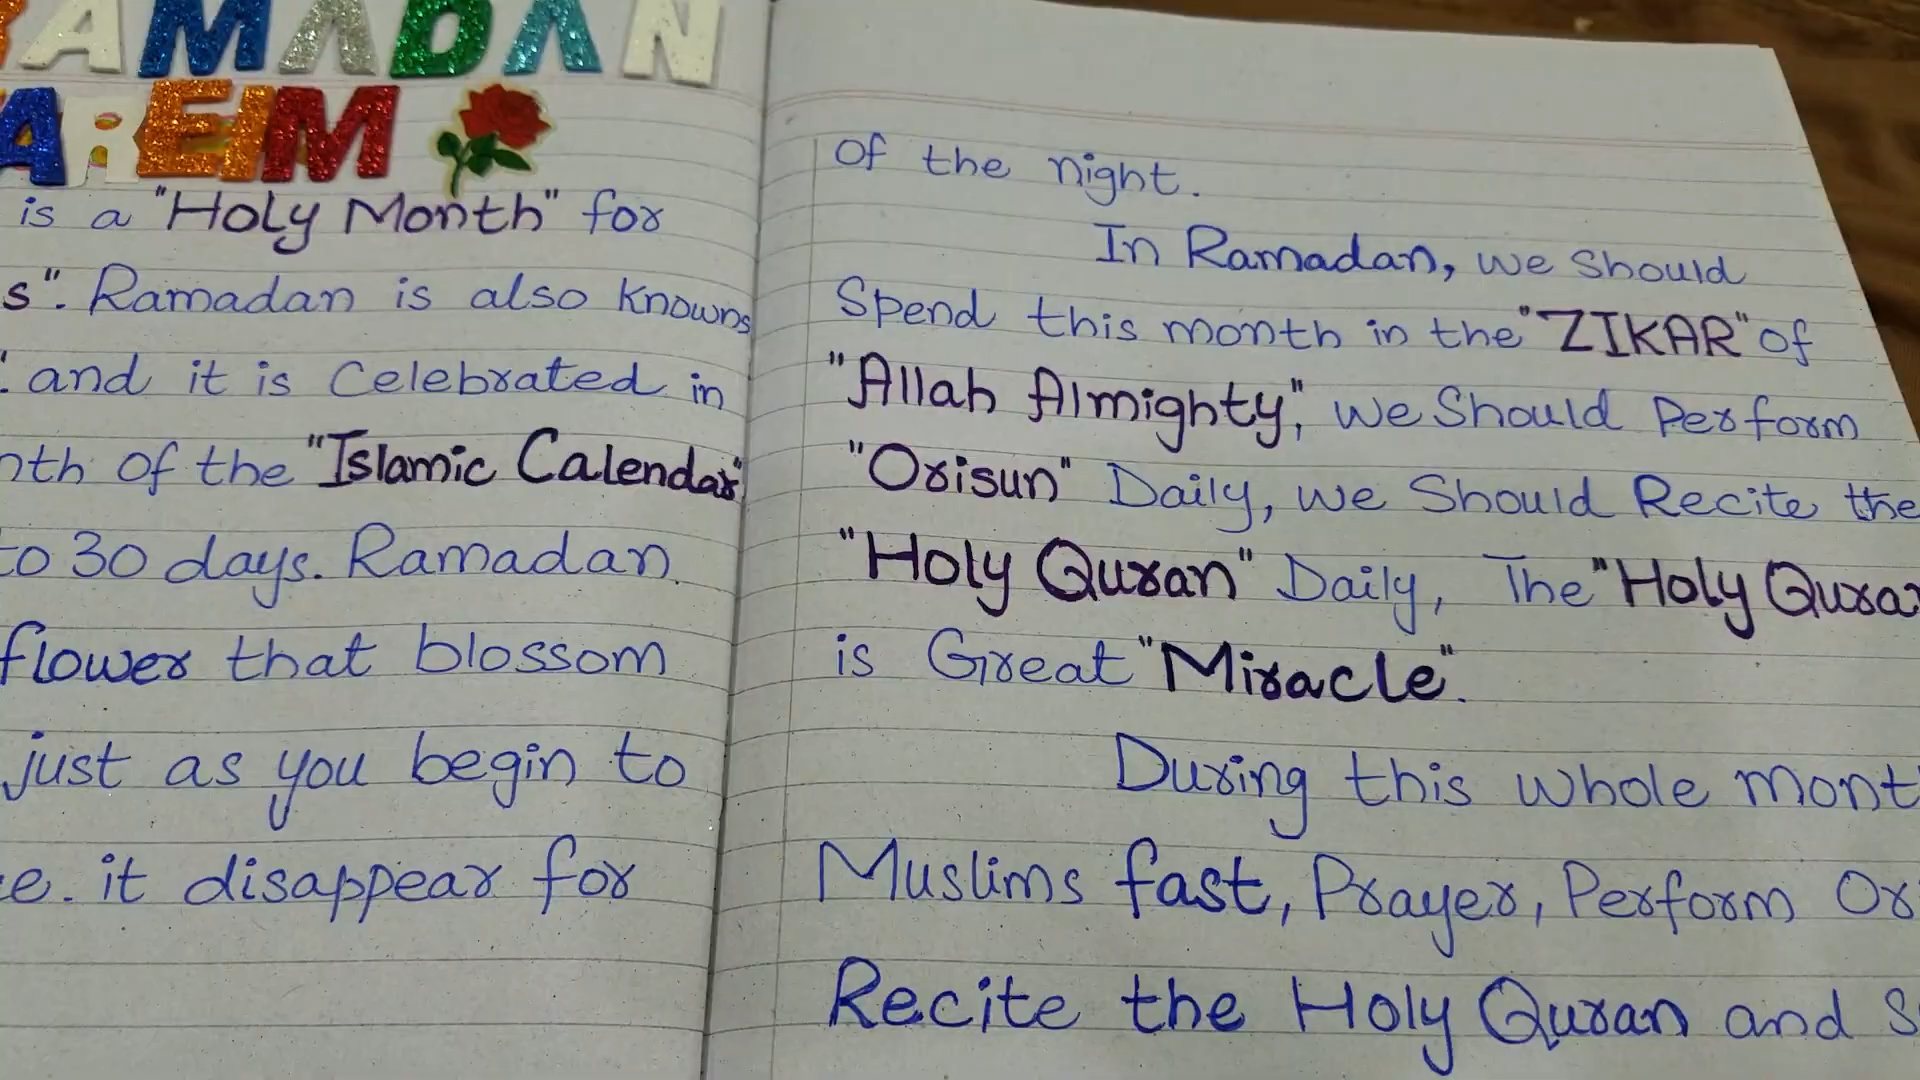 RAMADAN
AREIM
is a "Holy Month" for
s". Ramadan is also knowns
and it is Celebrated in
nth of the "Islamic Calendar"
to 30 days. Ramadan.
flower that blossom
just as you begin to
e. it disappear for
of the night.
In Ramadan, we should
Spend this month in the "ZIKAR" of
"Allah Almighty", we Should Perform
"Orisun" Daily, we Should Recite the
"Holy Quran" Daily, The "Holy Quran
is Great "Miracle".
During this whole mont
Muslims fast, Prayer, Perform Or
Recite the Holy Quran and S